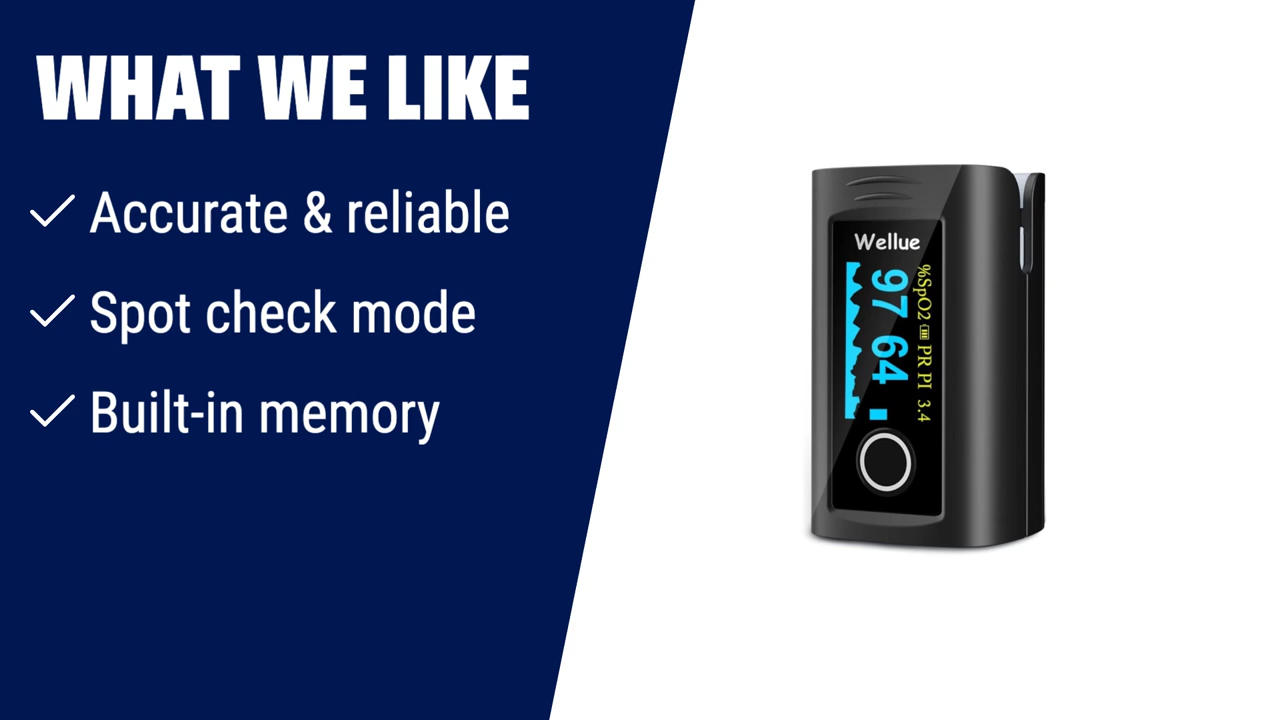 WHAT WE LIKE
Accurate & reliable
Spot check mode
Built-in memory
Wellue
%SpO2 PR PI 3.4
97 64